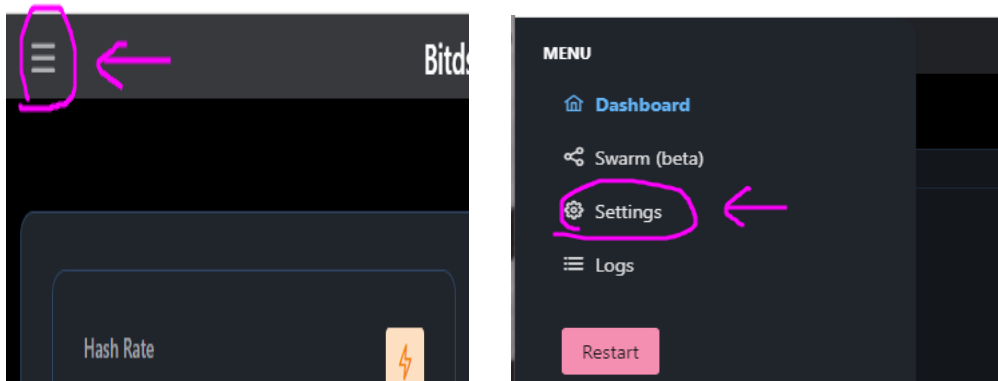 Bitds
Hash Rate
MENU
Dashboard
Swarm (beta)
Settings
Logs
Restart